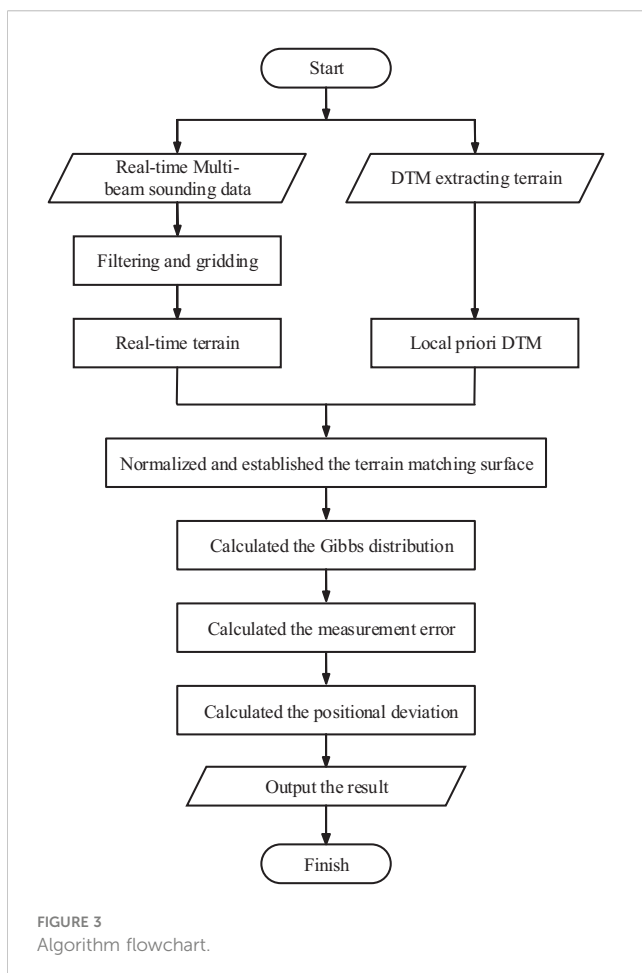 Start
Real-time Multi-
beam sounding data
DTM extracting terrain
Filtering and gridding
Real-time terrain
Local priori DTM
Normalized and established the terrain matching surface
Calculated the Gibbs distribution
Calculated the measurement error
Calculated the positional deviation
Output the result
Finish
FIGURE 3
Algorithm flowchart.